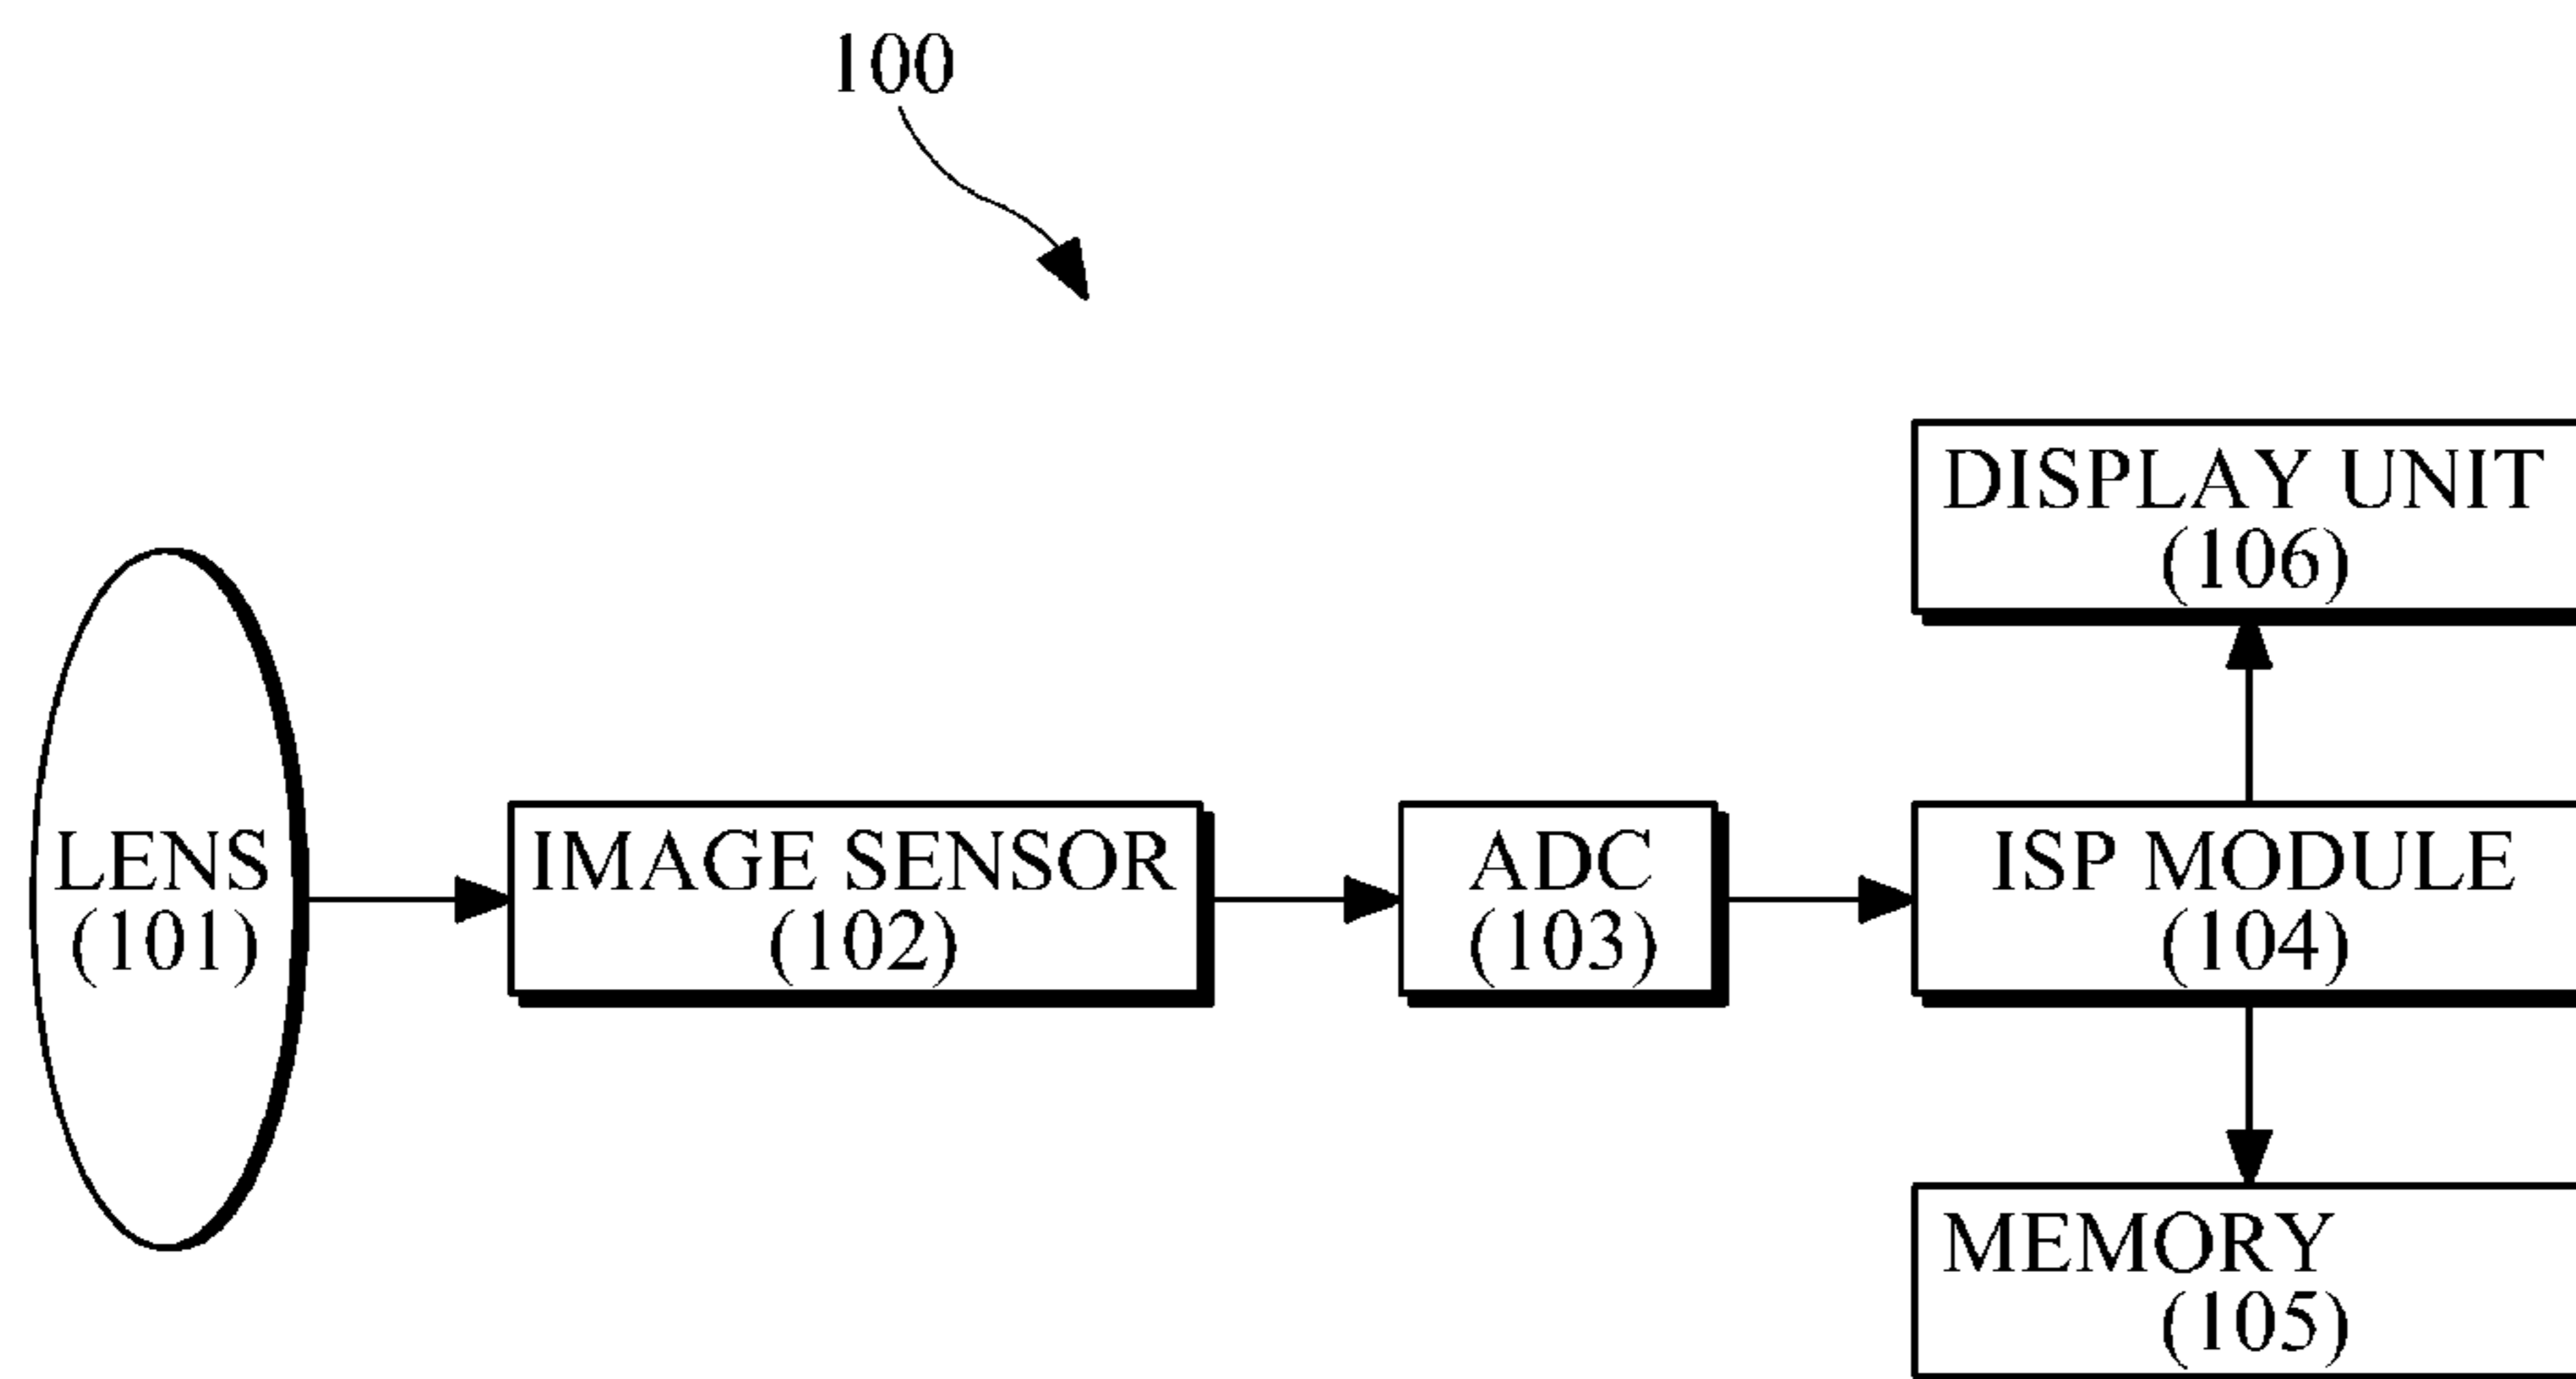 100
DISPLAY UNIT
(106)
LENS
(101)
IMAGE SENSOR
(102)
ADC
(103)
ISP MODULE
(104)
MEMORY
(105)